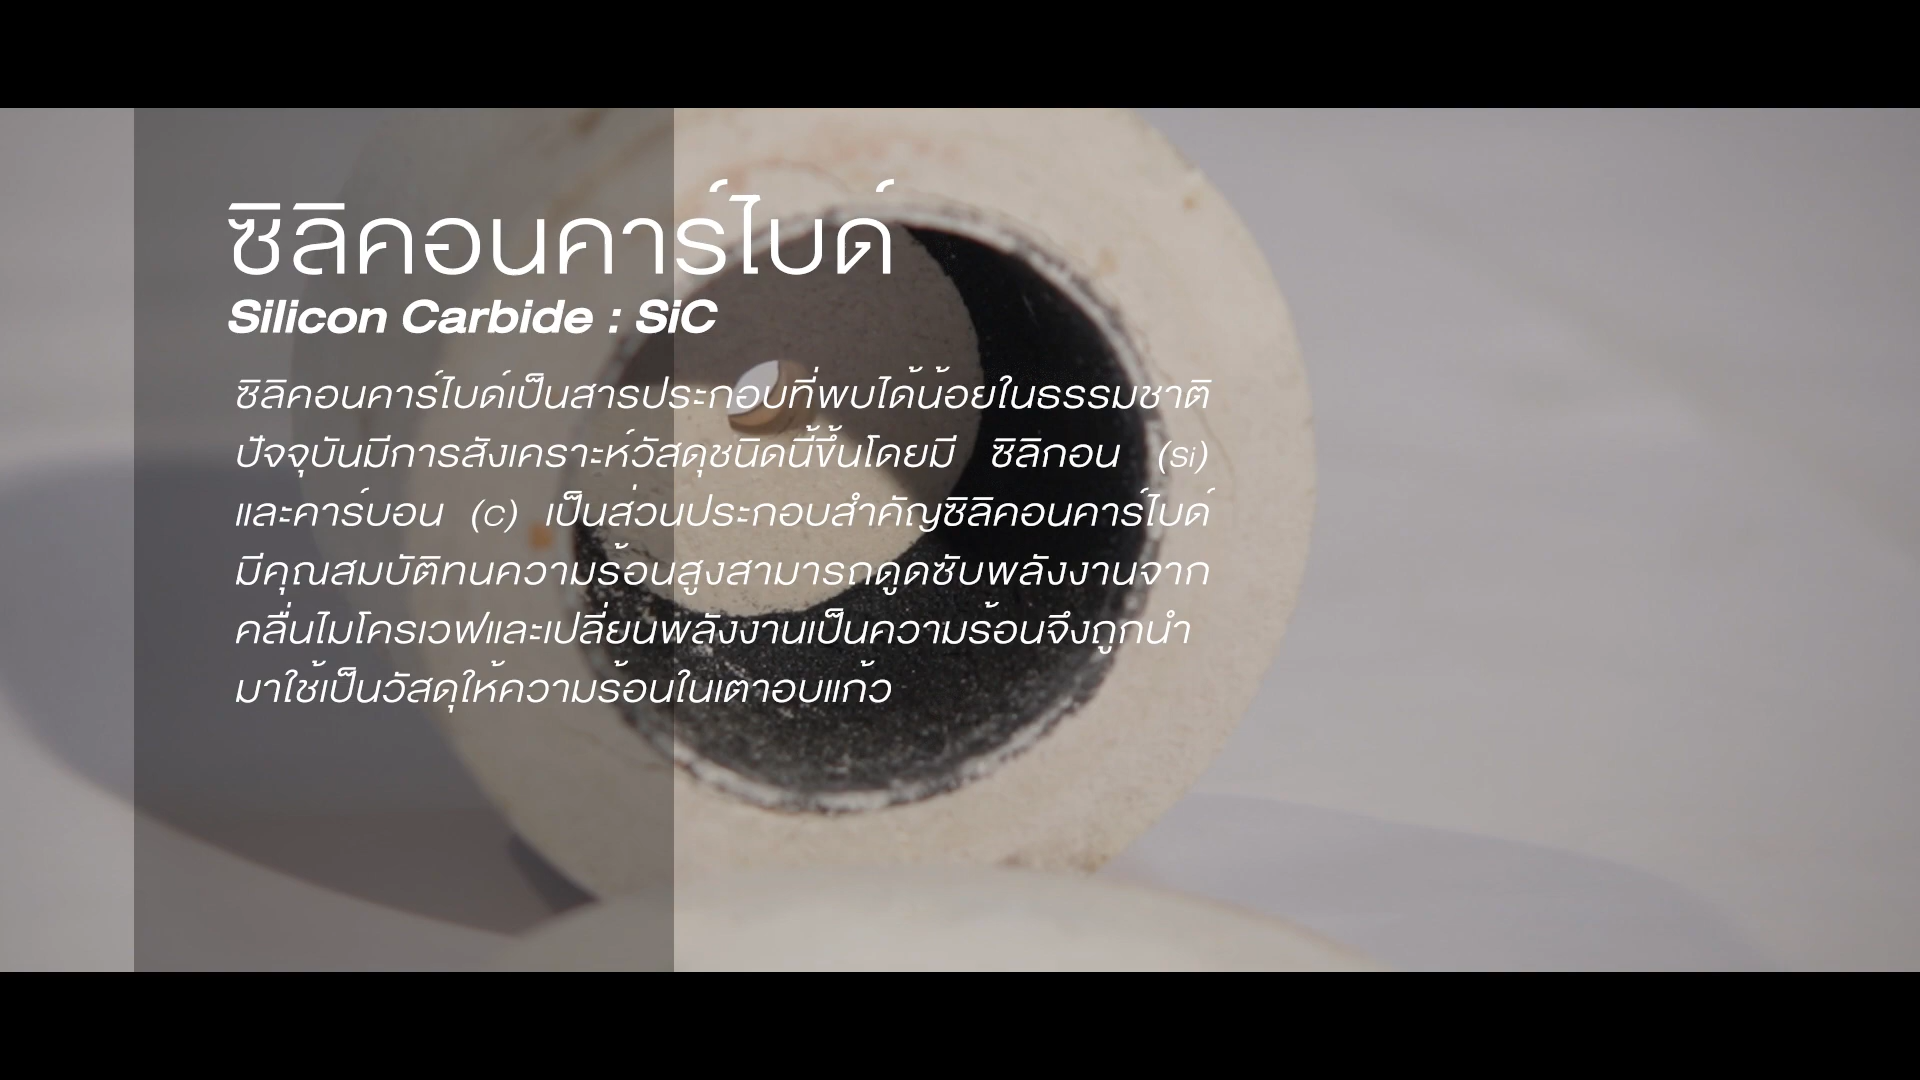 ซิลิคอนคาร์ไบด์
Silicon Carbide : SiC
ซิลิคอนคาร์ไบด์เป็นสารประกอบที่พบได้น้อยในธรรมชาติ
ปัจจุบันมีการสังเคราะห์วัสดุชนิดนี้ขึ้นโดยมี ซิลิกอน (Si)
และคาร์บอน (C) เป็นส่วนประกอบสำคัญซิลิคอนคาร์ไบด์
มีคุณสมบัติทนความร้อนสูงสามารถดูดซับพลังงานจาก
คลื่นไมโครเวฟและเปลี่ยนพลังงานเป็นความร้อนจึงถูกนำ
มาใช้เป็นวัสดุให้ความร้อนในเตาอบแก้ว